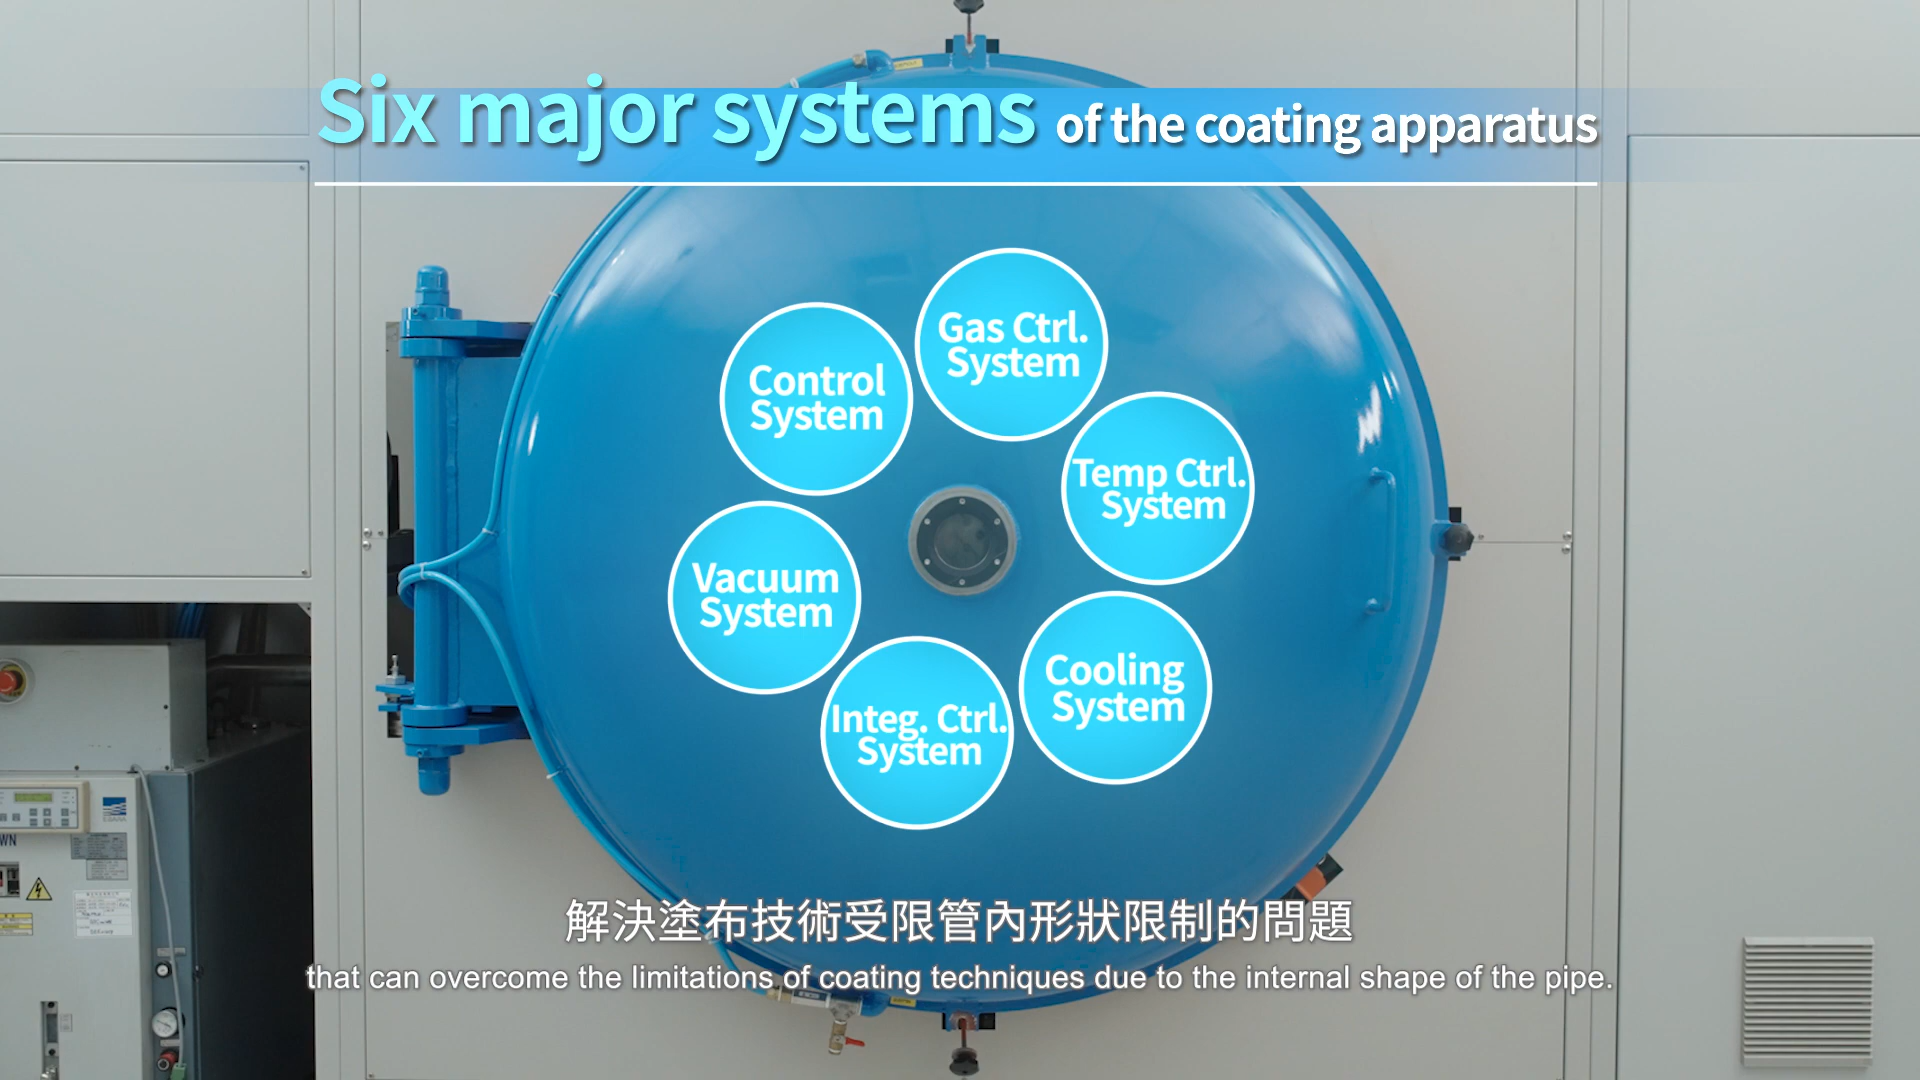 Six major systems of the coating apparatus
Gas Ctrl.
System
Control
System
Temp Ctrl.
System
Vacuum
System
Cooling
System
Integ. Ctrl.
System
解決塗布技術受限管內形狀限制的問題
that can overcome the limitations of coating techniques due to the internal shape of the pipe.
EBARA
WN